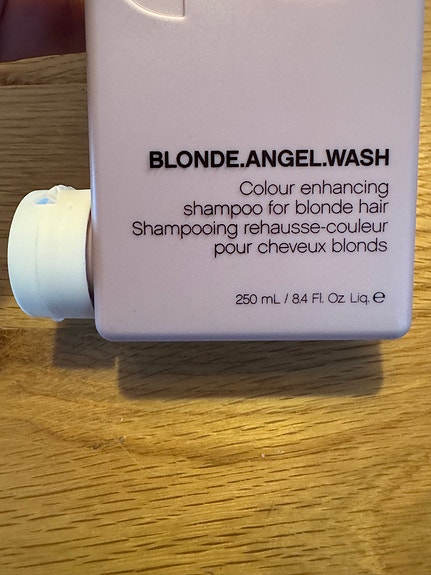 BLONDE.ANGEL.WASH
Colour enhancing
shampoo for blonde hair
Shampooing rehausse-couleur
pour cheveux blonds
250 mL / 8.4 Fl. Oz. Liq. ℮